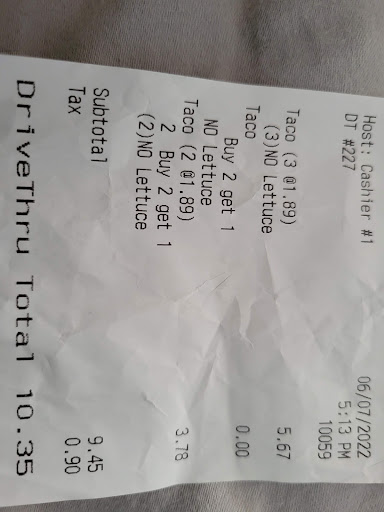 Host: Cashier #1 06/07/2022
DT #227 5:13 PM
10059
Taco (3 @1.89) 5.67
(3)NO Lettuce
Taco 0.00
Buy 2 get 1
NO Lettuce
Taco (2 @1.89) 3.78
2 Buy 2 get 1
(2)NO Lettuce
Subtotal 9.45
Tax 0.90
DriveThru Total 10.35